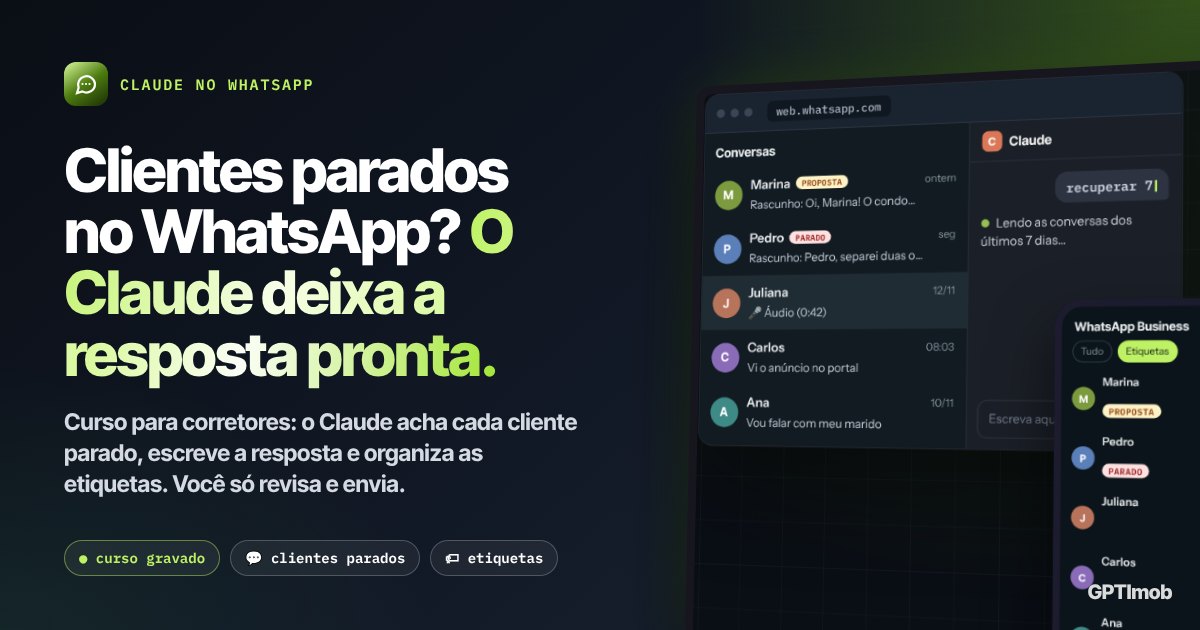 CLAUDE NO WHATSAPP
Clientes parados
no WhatsApp? O
Claude deixa a
resposta pronta.
Curso para corretores: o Claude acha cada cliente
parado, escreve a resposta e organiza as
etiquetas. Você só revisa e envia.
curso gravado
clientes parados
etiquetas
web.whatsapp.com
Conversas
M
Marina PROPOSTA ontem
Rascunho: Oi, Marina! O condo...
P
Pedro PARADO seg
Rascunho: Pedro, separei duas o...
J
Juliana 12/11
🎤 Áudio (0:42)
C
Carlos 08:03
Vi o anúncio no portal
A
Ana 10/11
Vou falar com meu marido
C Claude
recuperar 7
Lendo as conversas dos
últimos 7 dias...
Escreva aqu
WhatsApp Business
Tudo Etiquetas
M
Marina
PROPOSTA
P
Pedro
PARADO
J
Juliana
C
Carlos
Ana
GPTImob